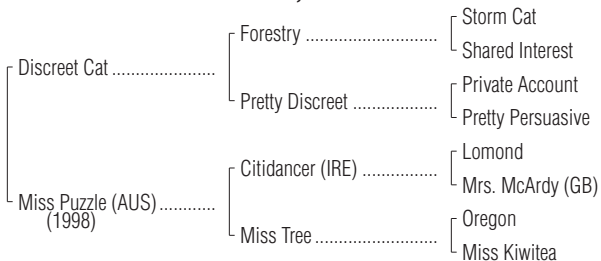 Storm Cat
Forestry ....................
Shared Interest
Discreet Cat ...............
Private Account
Pretty Discreet .................
Pretty Persuasive
Lomond
Citidancer (IRE) ...............
Mrs. McArdy (GB)
Miss Puzzle (AUS) ...........
(1998)
Oregon
Miss Tree .........................
Miss Kiwitea